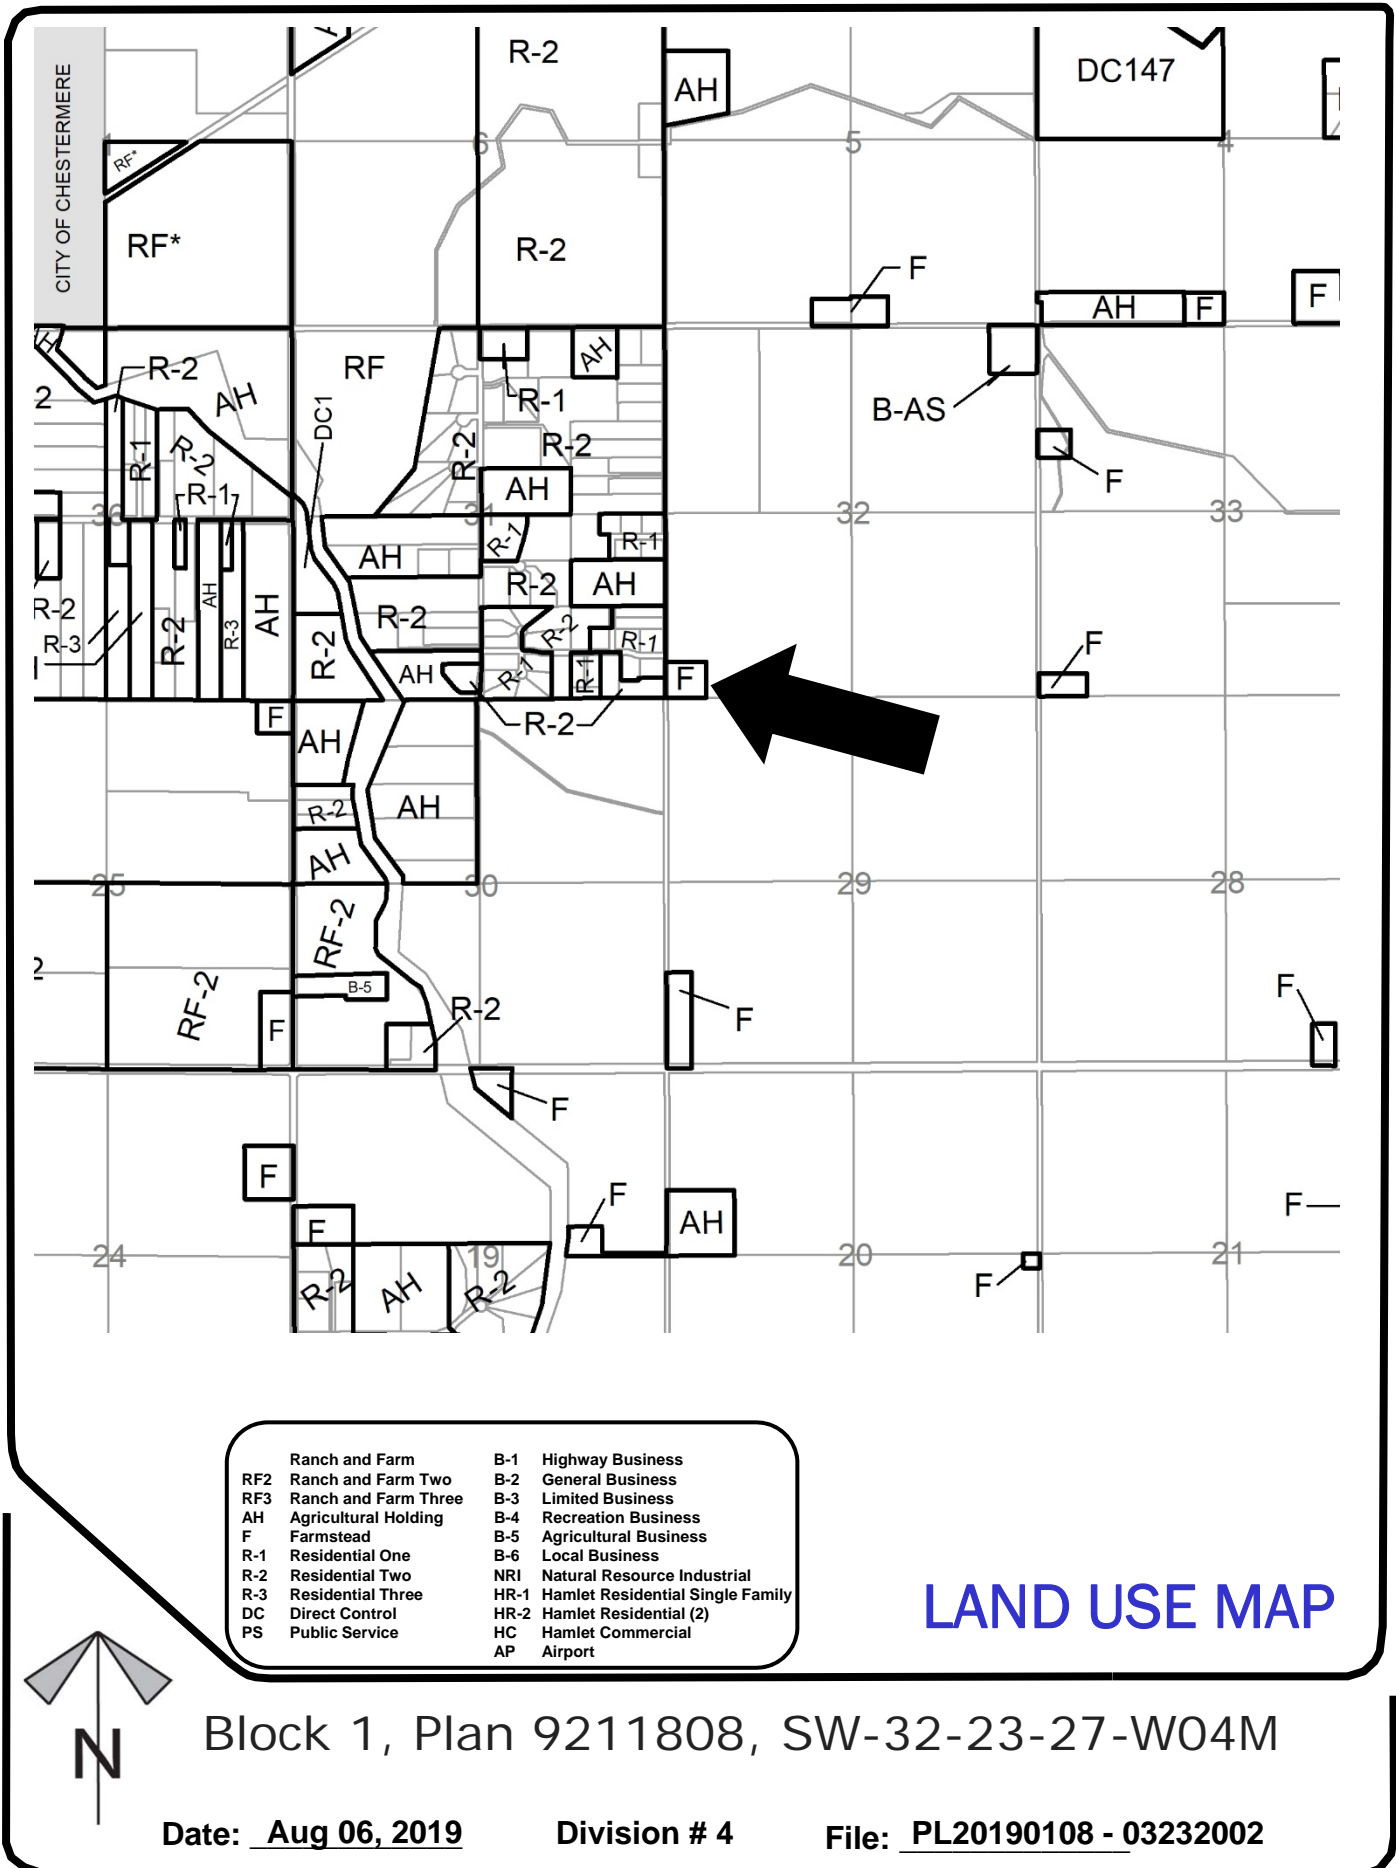 R-2
AH
DC147
CITY OF CHESTERMERE
6
5
4
RF*
RF*
R-2
F
AH
F
F
R-2
AH
RF
R-1
AH
B-AS
2
R-1
R-2
DC1
R-2
R-2
AH
F
R-1
36
31
32
33
AH
R-1
R-1
R-2
AH
R-2
R-3
R-2
AH
R-3
AH
R-2
R-2
R-2
R-1
F
AH
R-1
R-1
F
R-2
F
AH
R-2
AH
AH
25
30
29
28
RF-2
2
RF-2
B-5
F
R-2
F
F
F
F
F
F
AH
F
24
19
20
21
R-2
AH
R-2
F
Ranch and Farm
RF2 Ranch and Farm Two
RF3 Ranch and Farm Three
AH Agricultural Holding
F Farmstead
R-1 Residential One
R-2 Residential Two
R-3 Residential Three
DC Direct Control
PS Public Service
B-1 Highway Business
B-2 General Business
B-3 Limited Business
B-4 Recreation Business
B-5 Agricultural Business
B-6 Local Business
NRI Natural Resource Industrial
HR-1 Hamlet Residential Single Family
HR-2 Hamlet Residential (2)
HC Hamlet Commercial
AP Airport
LAND USE MAP
N
Block 1, Plan 9211808, SW-32-23-27-W04M
Date: Aug 06, 2019 Division # 4 File: PL20190108 - 03232002